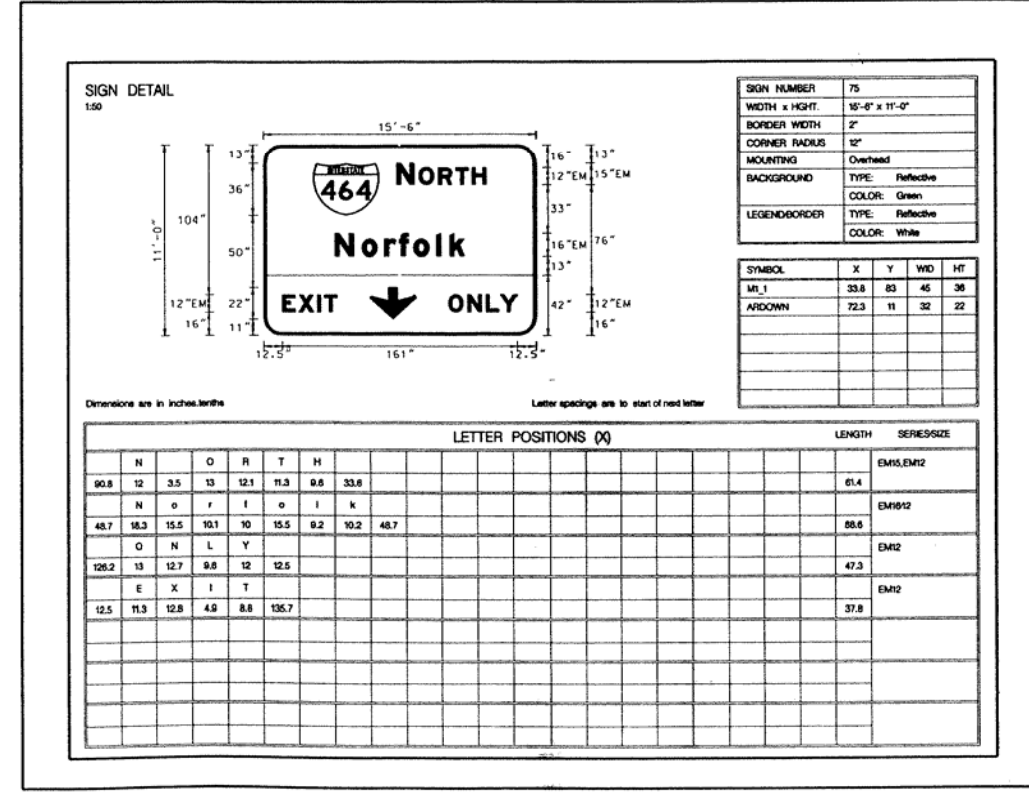 SIGN DETAIL
1:50
15'-6"
11'-0"
104"
12"EM
16"
13"
36"
50"
22"
11"
INTERSTATE
464
NORTH
Norfolk
EXIT ONLY
16"
12"EM
33"
16"EM
13"
42"
13"
15"EM
76"
12"EM
16"
12.5" 161" 12.5"
Dimensions are in inches.tenths
Letter spacings are to start of next letter
SIGN NUMBER 75
WIDTH x HGHT. 15'-6" x 11'-0"
BORDER WIDTH 2"
CORNER RADIUS 12"
MOUNTING Overhead
BACKGROUND TYPE: Reflective
COLOR: Green
LEGEND/BORDER TYPE: Reflective
COLOR: White
SYMBOL X Y WID HT
M1_1 33.8 83 45 36
ARDOWN 72.3 11 32 22
LETTER POSITIONS (X) LENGTH SERIES/SIZE
N O R T H EM15,EM12
90.8 12 3.5 13 12.1 11.3 9.6 33.8 61.4
N o r f o l k EM16/12
48.7 18.3 15.5 10.1 10 15.5 9.2 10.2 48.7 88.6
O N L Y EM12
126.2 13 12.7 9.6 12 12.5 47.3
E X I T EM12
12.5 11.3 12.8 4.9 8.8 135.7 37.8